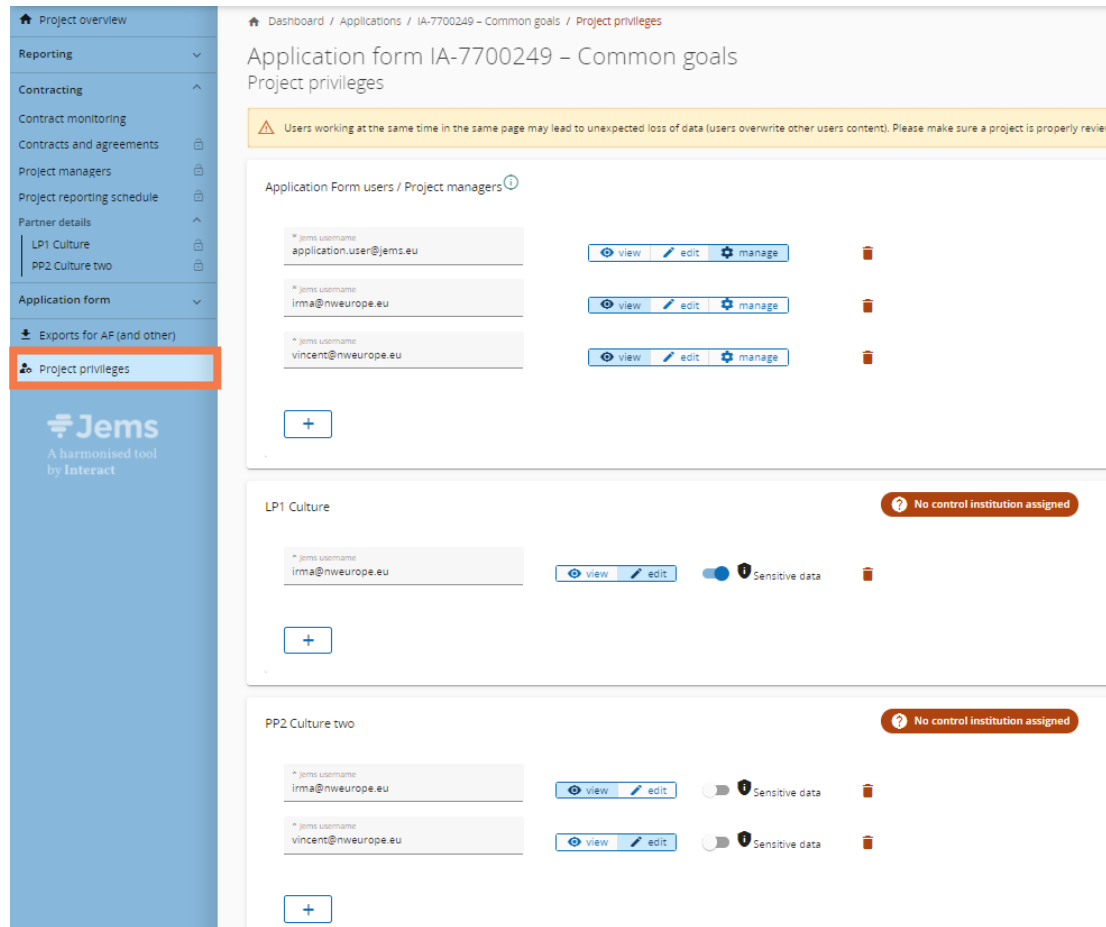 Project overview
Reporting
Contracting
Contract monitoring
Contracts and agreements
Project managers
Project reporting schedule
Partner details
LP1 Culture
PP2 Culture two
Application form
Exports for AF (and other)
Project privileges
Jems
A harmonised tool
by Interact
Dashboard / Applications / IA-7700249 – Common goals / Project privileges
Application form IA-7700249 – Common goals
Project privileges
Users working at the same time in the same page may lead to unexpected loss of data (users overwrite other users content). Please make sure a project is properly revie
Application Form users / Project managers
* Jems username
application.user@jems.eu
view edit manage
* Jems username
irma@nweurope.eu
view edit manage
* Jems username
vincent@nweurope.eu
view edit manage
+
LP1 Culture
No control institution assigned
* Jems username
irma@nweurope.eu
view edit Sensitive data
+
PP2 Culture two
No control institution assigned
* Jems username
irma@nweurope.eu
view edit Sensitive data
* Jems username
vincent@nweurope.eu
view edit Sensitive data
+